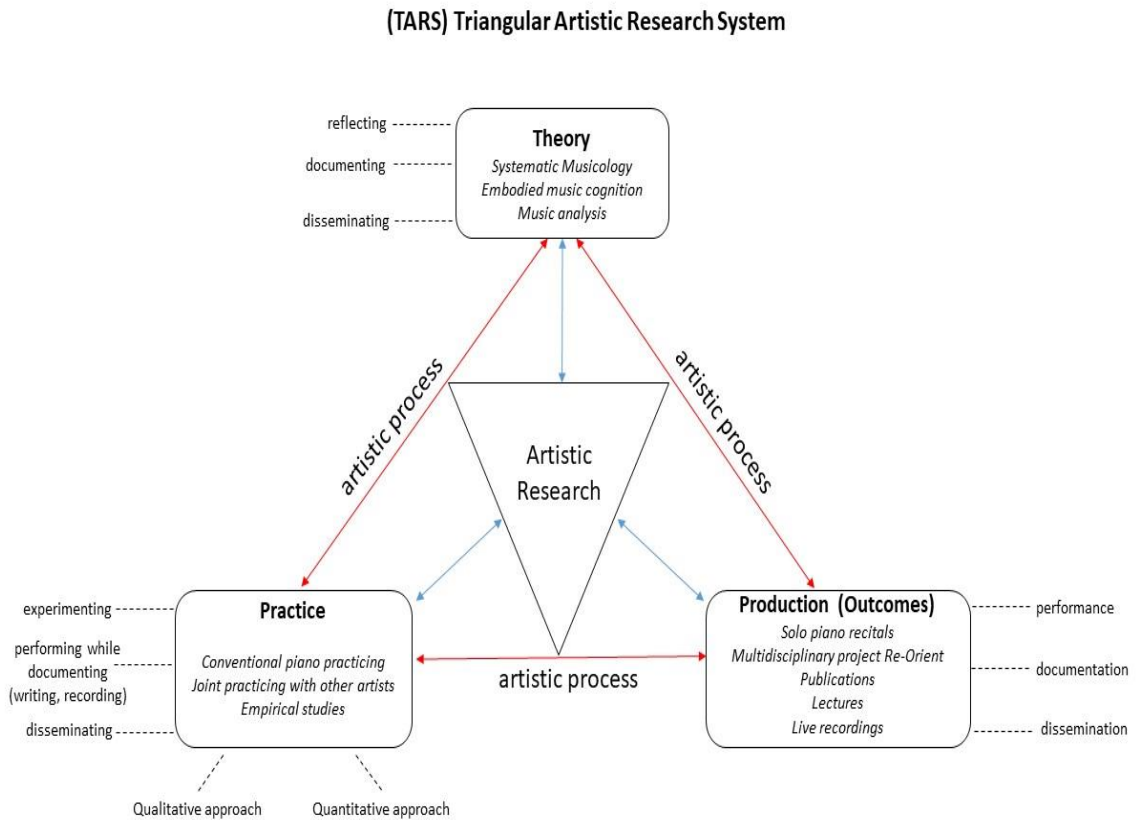 (TARS) Triangular Artistic Research System
reflecting
documenting
disseminating
Theory
Systematic Musicology
Embodied music cognition
Music analysis
artistic process
artistic process
Artistic
Research
experimenting
performing while
documenting
(writing, recording)
disseminating
Practice
Conventional piano practicing
Joint practicing with other artists
Empirical studies
artistic process
Production (Outcomes)
Solo piano recitals
Multidisciplinary project Re-Orient
Publications
Lectures
Live recordings
performance
documentation
dissemination
Qualitative approach
Quantitative approach